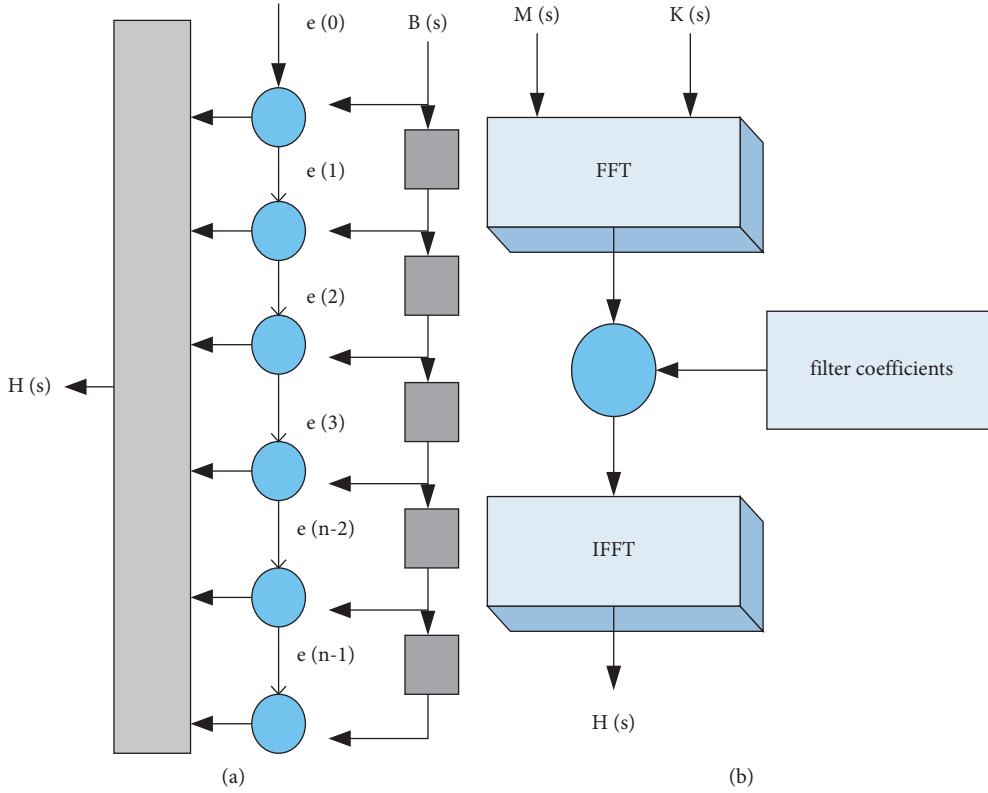 e (0)
B (s)
e (1)
e (2)
e (3)
e (n-2)
e (n-1)
H (s)
(a)
M (s)
K (s)
FFT
filter coefficients
IFFT
H (s)
(b)